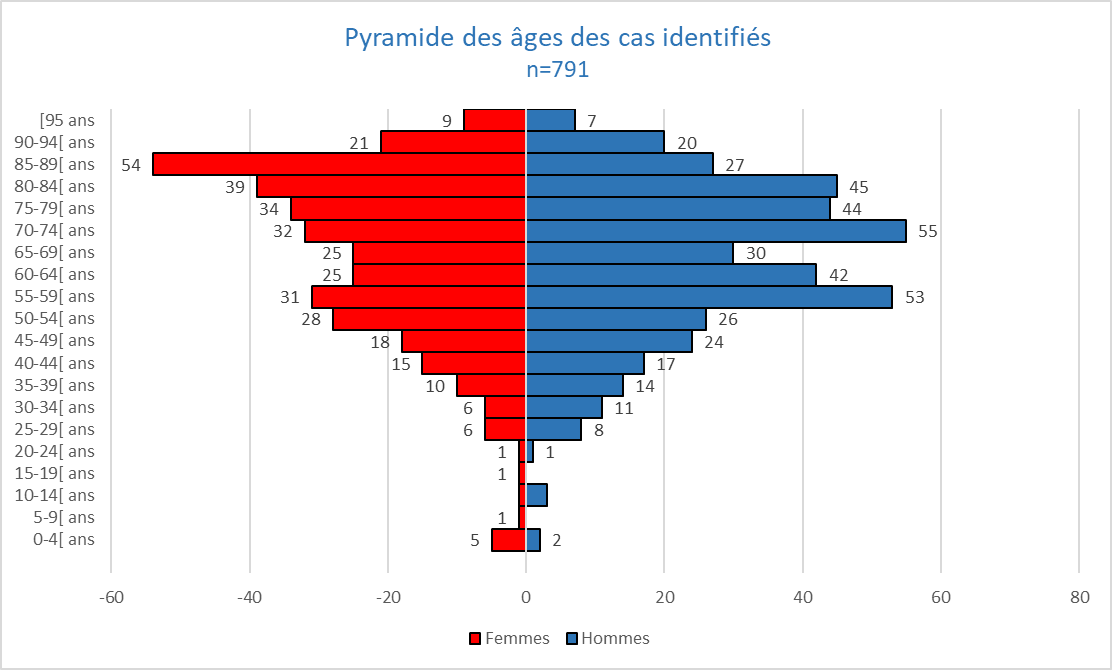 Pyramide des âges des cas identifiés
n=791
[95 ans 9 7
90-94[ ans 21 20
85-89[ ans 54 27
80-84[ ans 39 45
75-79[ ans 34 44
70-74[ ans 32 55
65-69[ ans 25 30
60-64[ ans 25 42
55-59[ ans 31 53
50-54[ ans 28 26
45-49[ ans 18 24
40-44[ ans 15 17
35-39[ ans 10 14
30-34[ ans 6 11
25-29[ ans 6 8
20-24[ ans 1 1
15-19[ ans 1
10-14[ ans
5-9[ ans 1
0-4[ ans 5 2
-60 -40 -20 0 20 40 60 80
Femmes Hommes